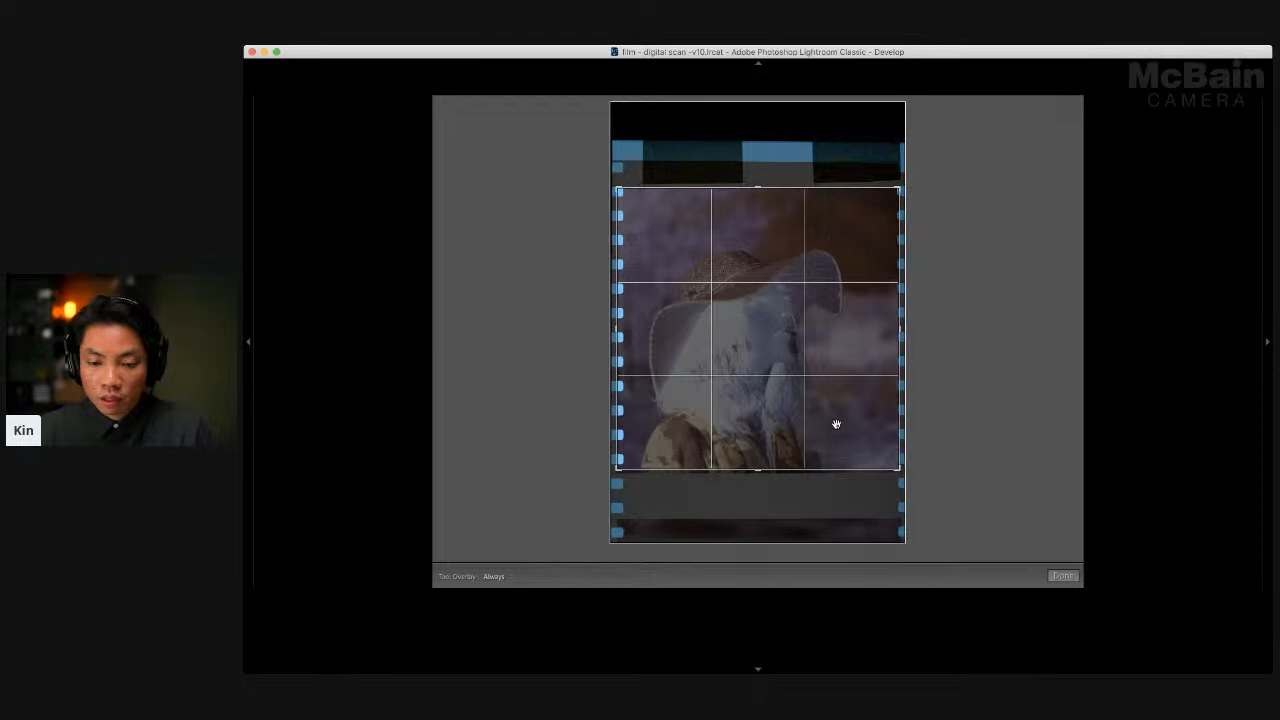 film - digital scan -v10.lrcat - Adobe Photoshop Lightroom Classic - Develop
McBain
CAMERA
Kin
Tool Overlay : Always
Done